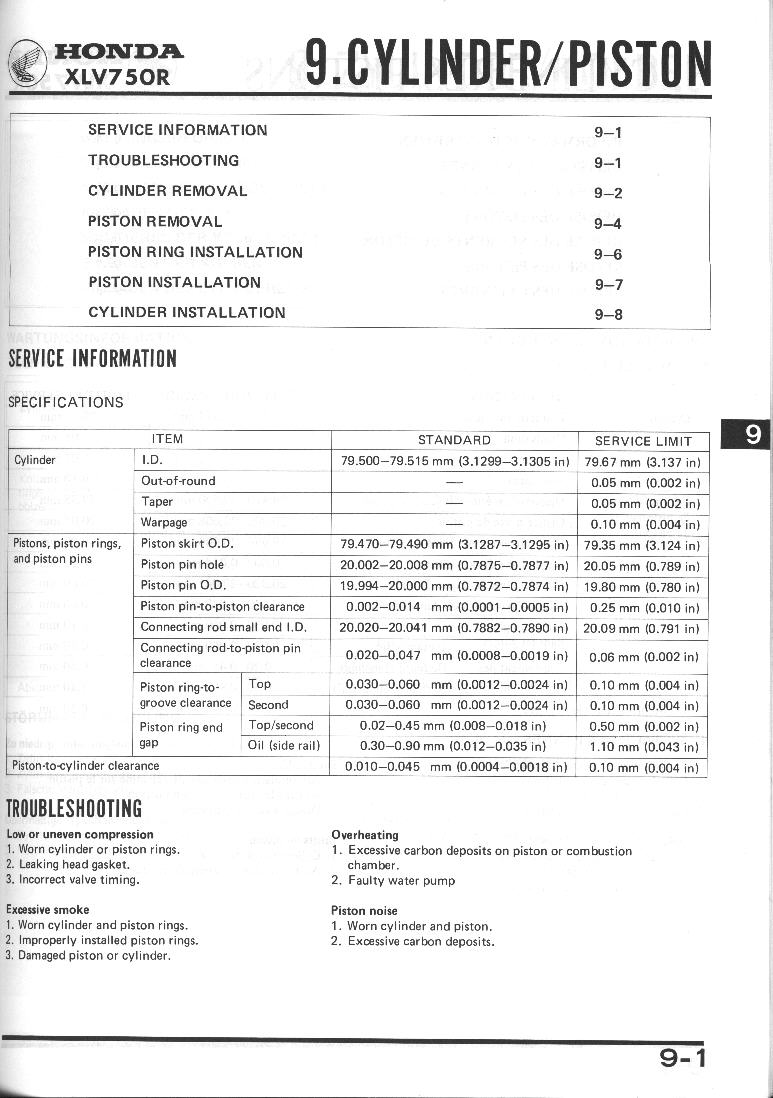 HONDA
XLV750R
9.CYLINDER/PISTON
SERVICE INFORMATION 9–1
TROUBLESHOOTING 9–1
CYLINDER REMOVAL 9–2
PISTON REMOVAL 9–4
PISTON RING INSTALLATION 9–6
PISTON INSTALLATION 9–7
CYLINDER INSTALLATION 9–8
SERVICE INFORMATION
SPECIFICATIONS
9
ITEM STANDARD SERVICE LIMIT
Cylinder I.D. 79.500–79.515 mm (3.1299–3.1305 in) 79.67 mm (3.137 in)
Out-of-round — 0.05 mm (0.002 in)
Taper — 0.05 mm (0.002 in)
Warpage — 0.10 mm (0.004 in)
Pistons, piston rings, and piston pins Piston skirt O.D. 79.470–79.490 mm (3.1287–3.1295 in) 79.35 mm (3.124 in)
Piston pin hole 20.002–20.008 mm (0.7875–0.7877 in) 20.05 mm (0.789 in)
Piston pin O.D. 19.994–20.000 mm (0.7872–0.7874 in) 19.80 mm (0.780 in)
Piston pin-to-piston clearance 0.002–0.014 mm (0.0001–0.0005 in) 0.25 mm (0.010 in)
Connecting rod small end I.D. 20.020–20.041 mm (0.7882–0.7890 in) 20.09 mm (0.791 in)
Connecting rod-to-piston pin clearance 0.020–0.047 mm (0.0008–0.0019 in) 0.06 mm (0.002 in)
Piston ring-to-groove clearance Top 0.030–0.060 mm (0.0012–0.0024 in) 0.10 mm (0.004 in)
Second 0.030–0.060 mm (0.0012–0.0024 in) 0.10 mm (0.004 in)
Piston ring end gap Top/second 0.02–0.45 mm (0.008–0.018 in) 0.50 mm (0.002 in)
Oil (side rail) 0.30–0.90 mm (0.012–0.035 in) 1.10 mm (0.043 in)
Piston-to-cylinder clearance 0.010–0.045 mm (0.0004–0.0018 in) 0.10 mm (0.004 in)
TROUBLESHOOTING
Low or uneven compression
1. Worn cylinder or piston rings.
2. Leaking head gasket.
3. Incorrect valve timing.
Excessive smoke
1. Worn cylinder and piston rings.
2. Improperly installed piston rings.
3. Damaged piston or cylinder.
Overheating
1. Excessive carbon deposits on piston or combustion
chamber.
2. Faulty water pump
Piston noise
1. Worn cylinder and piston.
2. Excessive carbon deposits.
9-1